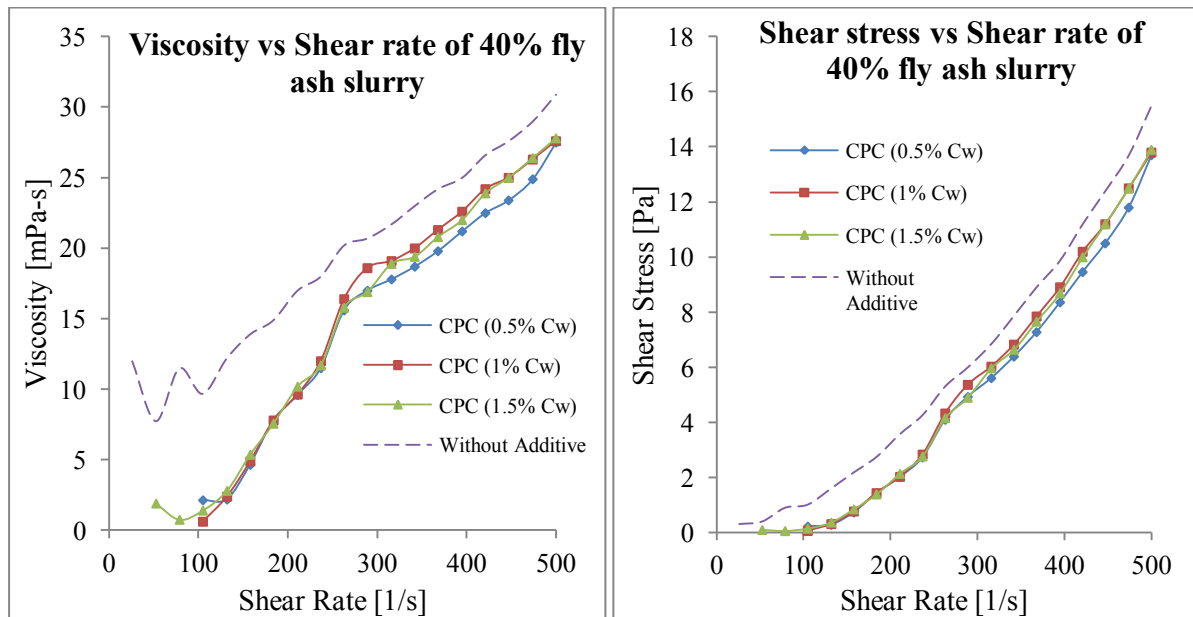 Viscosity vs Shear rate of 40% fly
ash slurry
35
30
25
20
15
10
5
0
Viscosity [mPa-s]
CPC (0.5% Cw)
CPC (1% Cw)
CPC (1.5% Cw)
Without Additive
0 100 200 300 400 500
Shear Rate [1/s]
Shear stress vs Shear rate of
40% fly ash slurry
18
16
14
12
10
8
6
4
2
0
Shear Stress [Pa]
CPC (0.5% Cw)
CPC (1% Cw)
CPC (1.5% Cw)
Without
Additive
0 100 200 300 400 500
Shear Rate [1/s]